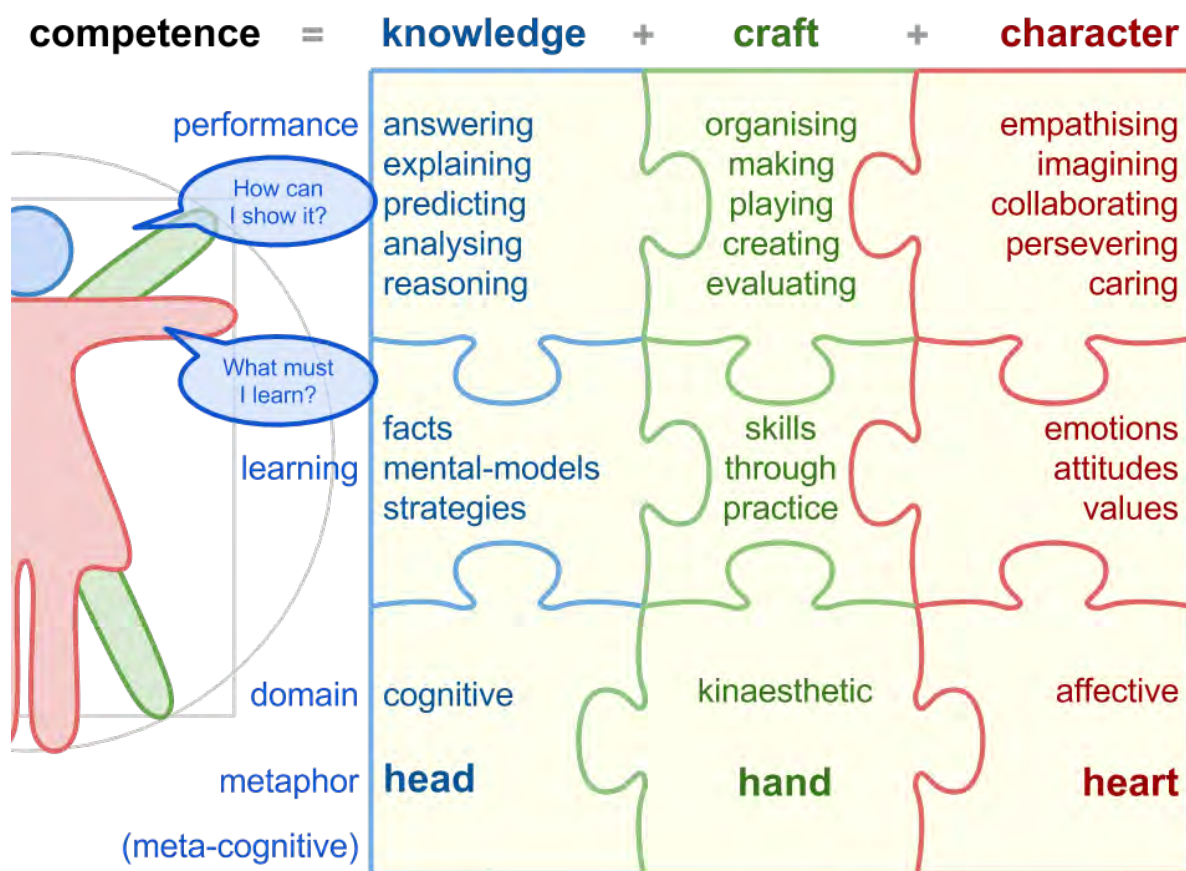 competence = knowledge + craft + character
performance
How can
I show it?
What must
I learn?
answering
explaining
predicting
analysing
reasoning
organising
making
playing
creating
evaluating
empathising
imagining
collaborating
persevering
caring
learning
facts
mental-models
strategies
skills
through
practice
emotions
attitudes
values
domain
cognitive
kinaesthetic
affective
metaphor
head
hand
heart
(meta-cognitive)